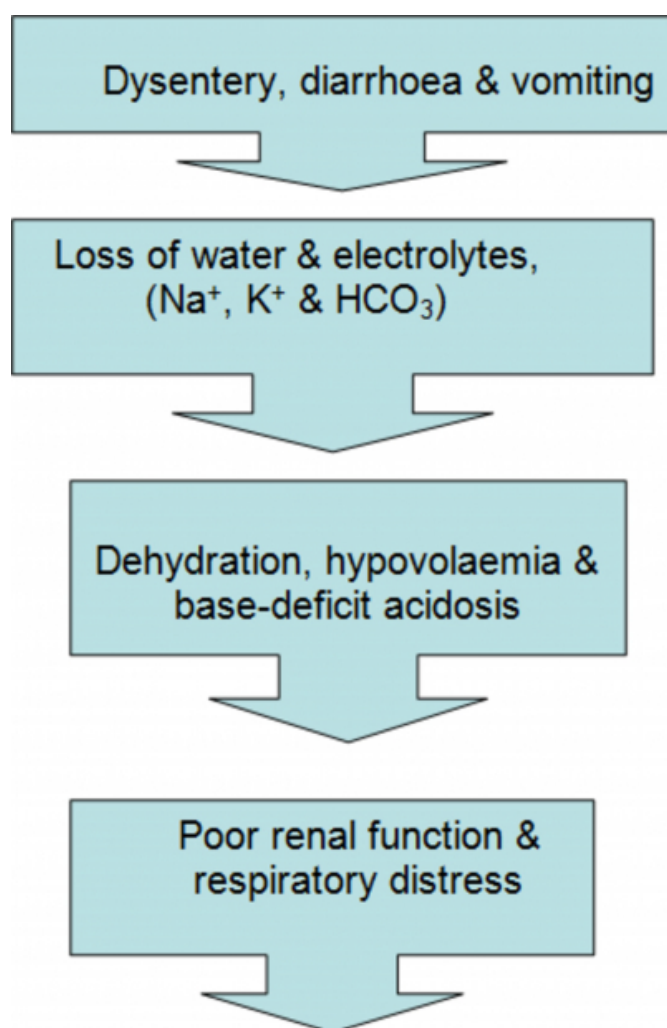 Dysentery, diarrhoea & vomiting
Loss of water & electrolytes,
(Na⁺, K⁺ & HCO₃)
Dehydration, hypovolaemia &
base-deficit acidosis
Poor renal function &
respiratory distress